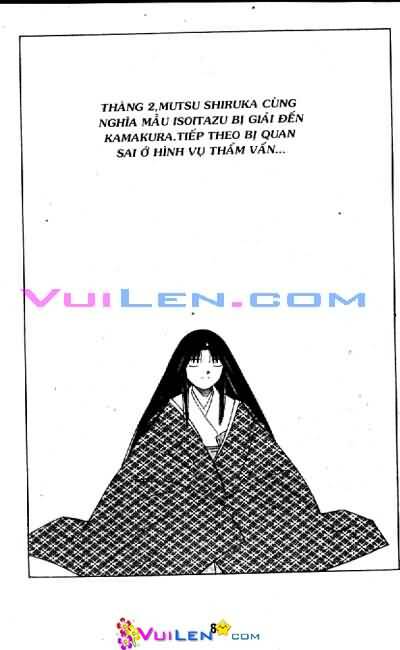 THÁNG 2,MUTSU SHIRUKA CÙNG
NGHĨA MẪU ISOITAZU BỊ GIẢI ĐẾN
KAMAKURA.TIẾP THEO BỊ QUAN
SAI Ở HÌNH VỤ THẨM VẤN...
VUILEN.COM
8
VUILEN COM